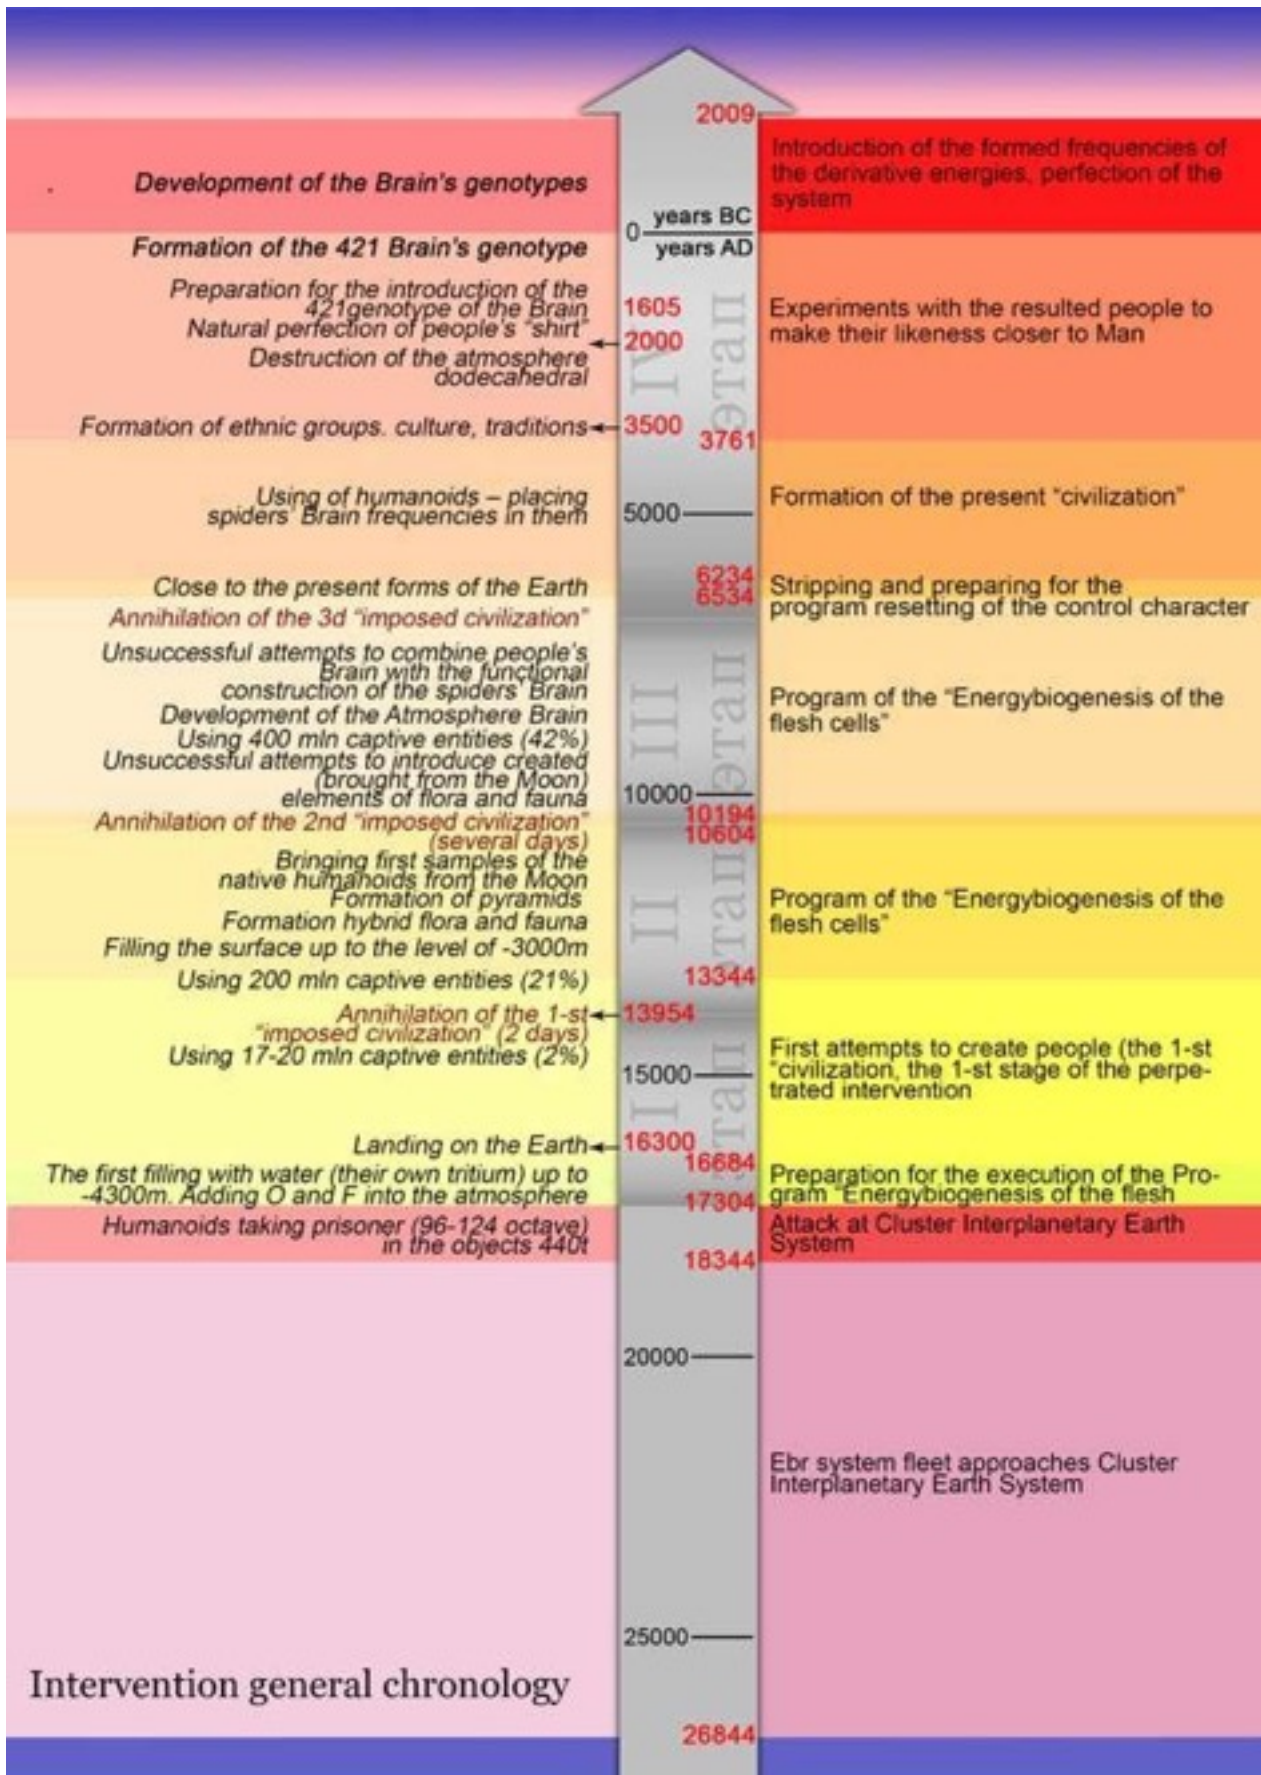 2009
Introduction of the formed frequencies of
the derivative energies, perfection of the
system
Development of the Brain's genotypes
years BC
0
years AD
Formation of the 421 Brain's genotype
Preparation for the introduction of the
421genotype of the Brain
1605
Natural perfection of people's "shirt"
2000
Destruction of the atmosphere
dodecahedral
Experiments with the resulted people to
make their likeness closer to Man
IV этап
Formation of ethnic groups. culture, traditions
3500
3761
Using of humanoids – placing
spiders' Brain frequencies in them
5000
Formation of the present "civilization"
Close to the present forms of the Earth
6234
6534
Stripping and preparing for the
program resetting of the control character
Annihilation of the 3d "imposed civilization"
Unsuccessful attempts to combine people's
Brain with the functional
construction of the spiders' Brain
Development of the Atmosphere Brain
Using 400 mln captive entities (42%)
Unsuccessful attempts to introduce created
(brought from the Moon)
elements of flora and fauna
III этап
Program of the "Energybiogenesis of the
flesh cells"
10000
10194
10604
Annihilation of the 2nd "imposed civilization"
(several days)
Bringing first samples of the
native humanoids from the Moon
Formation of pyramids
Formation hybrid flora and fauna
Filling the surface up to the level of -3000m
Using 200 mln captive entities (21%)
II этап
Program of the "Energybiogenesis of the
flesh cells"
13344
Annihilation of the 1-st
"imposed civilization" (2 days)
13954
Using 17-20 mln captive entities (2%)
15000
I этап
First attempts to create people (the 1-st
"civilization, the 1-st stage of the perpe-
trated intervention
Landing on the Earth
16300
16684
The first filling with water (their own tritium) up to
-4300m. Adding O and F into the atmosphere
Preparation for the execution of the Pro-
gram "Energybiogenesis of the flesh
17304
Humanoids taking prisoner (96-124 octave)
in the objects 440t
Attack at Cluster Interplanetary Earth
System
18344
20000
Ebr system fleet approaches Cluster
Interplanetary Earth System
25000
Intervention general chronology
26844